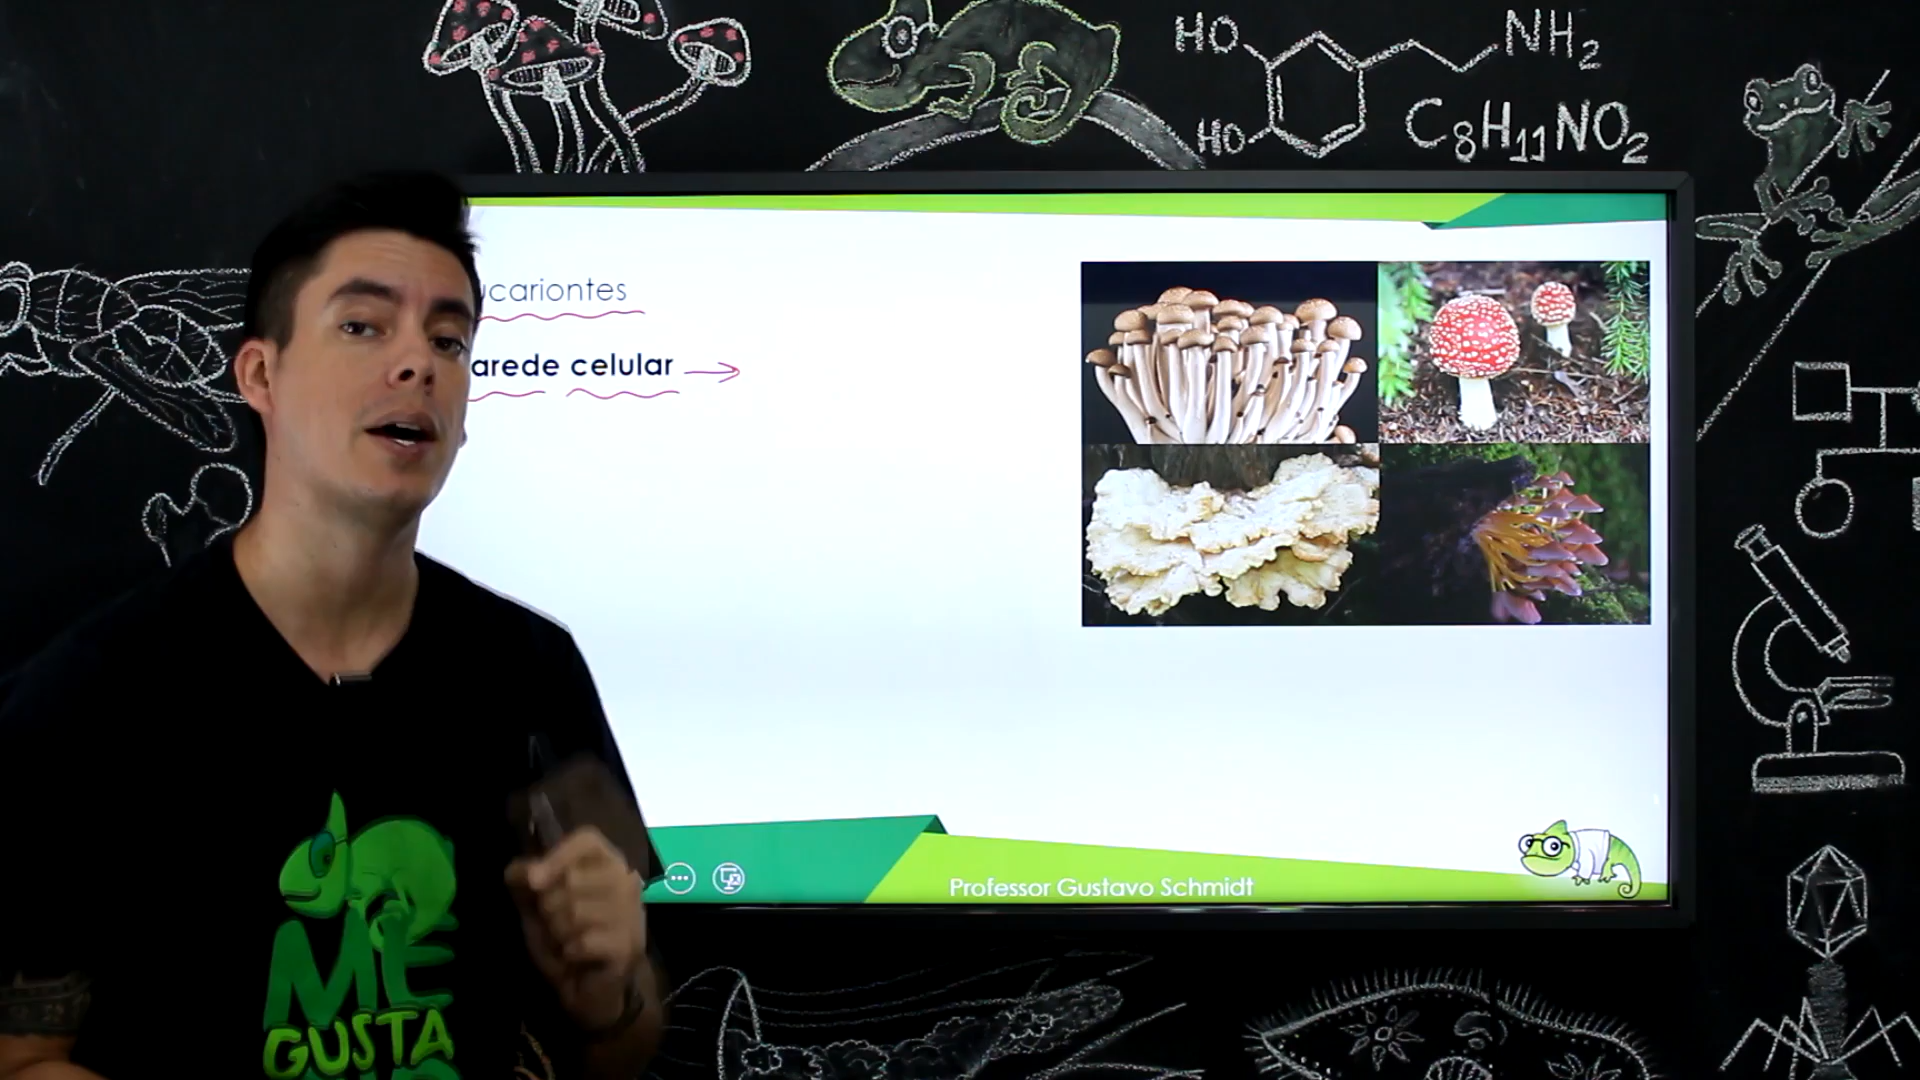 HO
NH2
HO
C8H11NO2
ucariontes
arede celular
Professor Gustavo Schmidt
ME
GUSTA